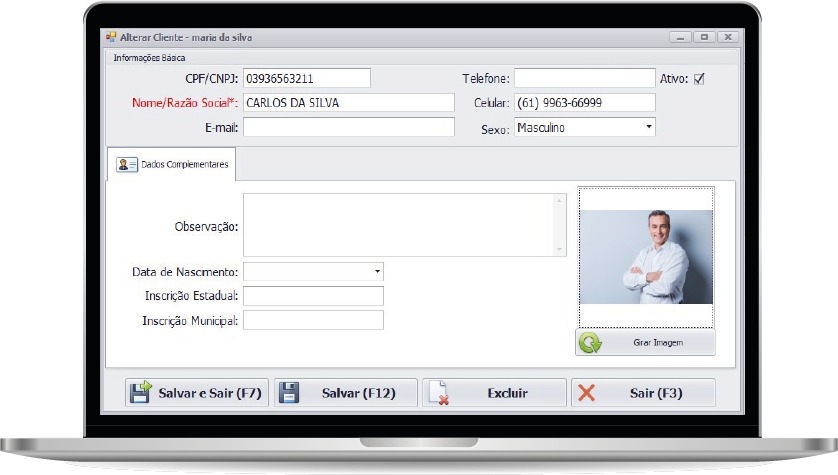 Alterar Cliente - maria da silva
Informações Básica
CPF/CNPJ: 03936563211 Telefone: Ativo:
Nome/Razão Social*: CARLOS DA SILVA Celular: (61) 9963-66999
E-mail: Sexo: Masculino
Dados Complementares
Observação:
Data de Nascimento:
Inscrição Estadual:
Inscrição Municipal:
Girar Imagem
Salvar e Sair (F7) Salvar (F12) Excluir Sair (F3)